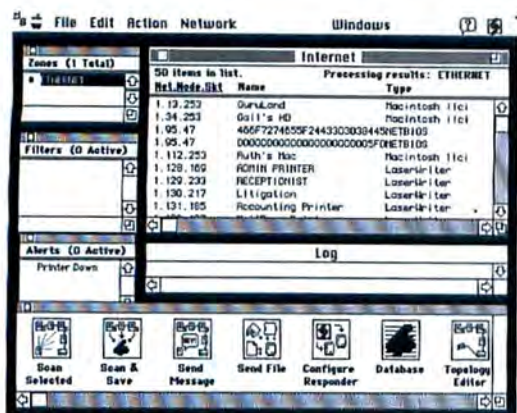 File Edit Action Network Windows
Zones (1 Total)
Filters (0 Active)
Alerts (0 Active)
Printer Down
Internet
50 items in list. Processing results: ETHERNET
Net.Node.Skt Name Type
1.13.253 GuruLand Macintosh IIci
1.34.253 Gail's HD Macintosh IIci
1.95.47 NETBIOS
1.95.47 NETBIOS
1.112.253 Ruth's Mac Macintosh IIci
1.128.169 ADMIN PRINTER LaserWriter
1.129.233 RECEPTIONIST LaserWriter
1.130.217 Litigation LaserWriter
1.131.185 Accounting Printer LaserWriter
Log
Scan Selected
Scan & Save
Send Message
Send File
Configure Responder
Database
Topology Editor